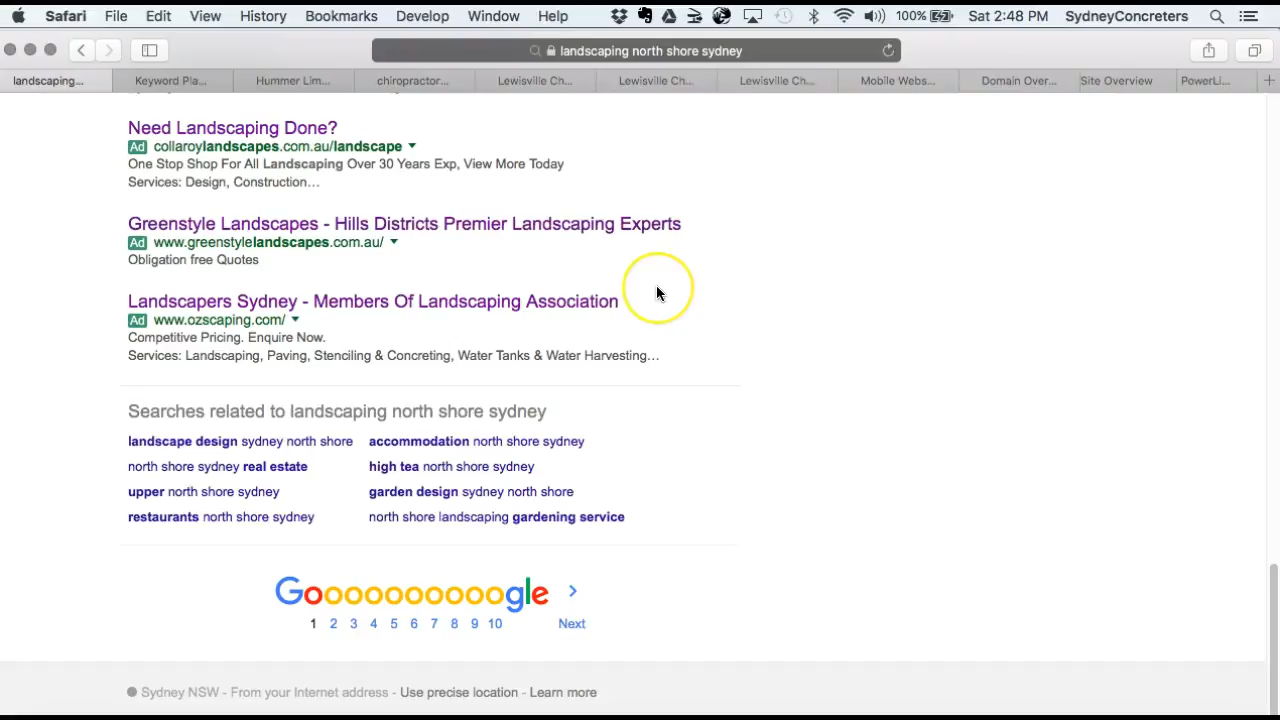 Safari File Edit View History Bookmarks Develop Window Help 100% Sat 2:48 PM SydneyConcreters
landscaping north shore sydney
landscaping... Keyword Pla... Hummer Lim... chiropractor... Lewisville Ch... Lewisville Ch... Lewisville Ch... Mobile Webs... Domain Over... Site Overview PowerLi...
Need Landscaping Done?
Ad collaroylandscapes.com.au/landscape
One Stop Shop For All Landscaping Over 30 Years Exp, View More Today
Services: Design, Construction...
Greenstyle Landscapes - Hills Districts Premier Landscaping Experts
Ad www.greenstylelandscapes.com.au/
Obligation free Quotes
Landscapers Sydney - Members Of Landscaping Association
Ad www.ozscaping.com/
Competitive Pricing. Enquire Now.
Services: Landscaping, Paving, Stenciling & Concreting, Water Tanks & Water Harvesting...
Searches related to landscaping north shore sydney
landscape design sydney north shore
accommodation north shore sydney
north shore sydney real estate
high tea north shore sydney
upper north shore sydney
garden design sydney north shore
restaurants north shore sydney
north shore landscaping gardening service
Goooooooooogle >
1 2 3 4 5 6 7 8 9 10 Next
Sydney NSW - From your Internet address - Use precise location - Learn more